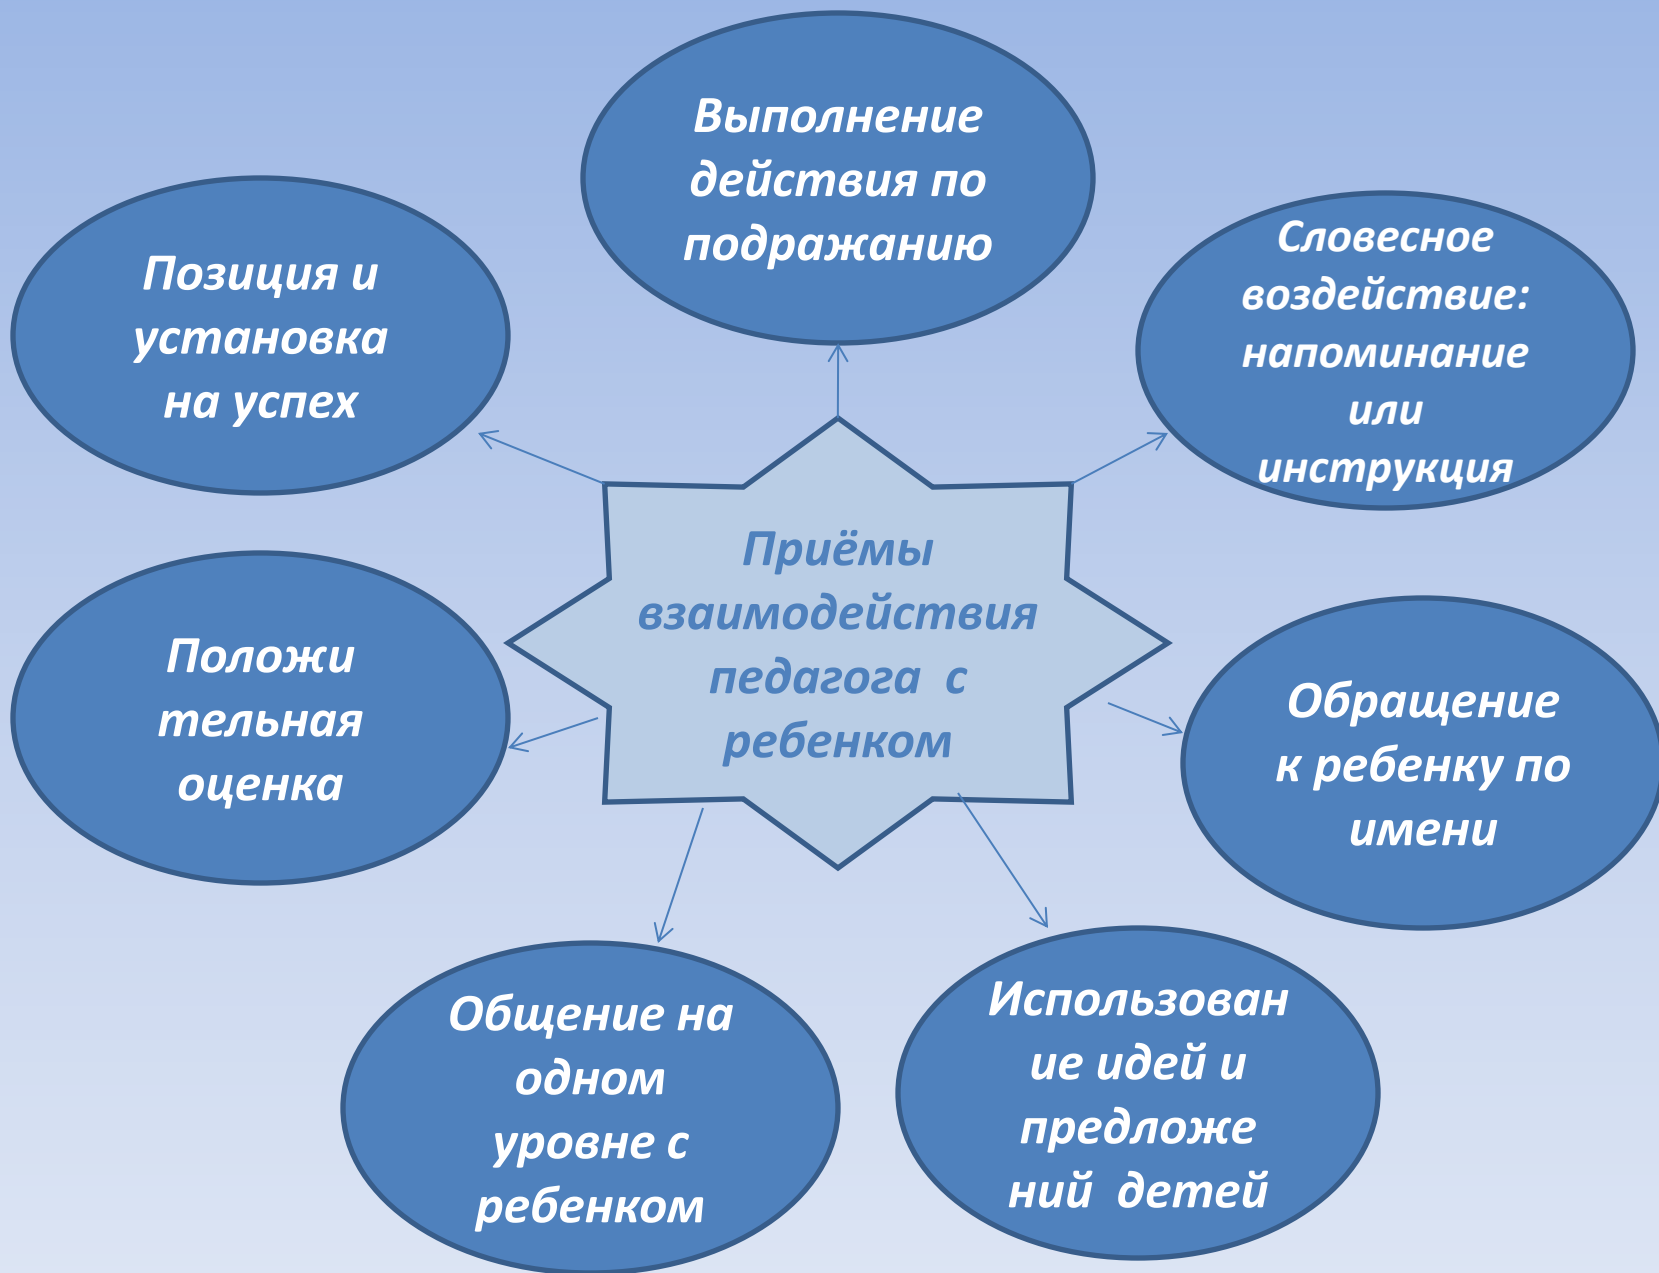 Выполнение
действия по
подражанию
Позиция и
установка
на успех
Словесное
воздействие:
напоминание
или
инструкция
Приёмы
взаимодействия
педагога с
ребенком
Положи
тельная
оценка
Обращение
к ребенку по
имени
Общение на
одном
уровне с
ребенком
Использован
ие идей и
предложе
ний детей